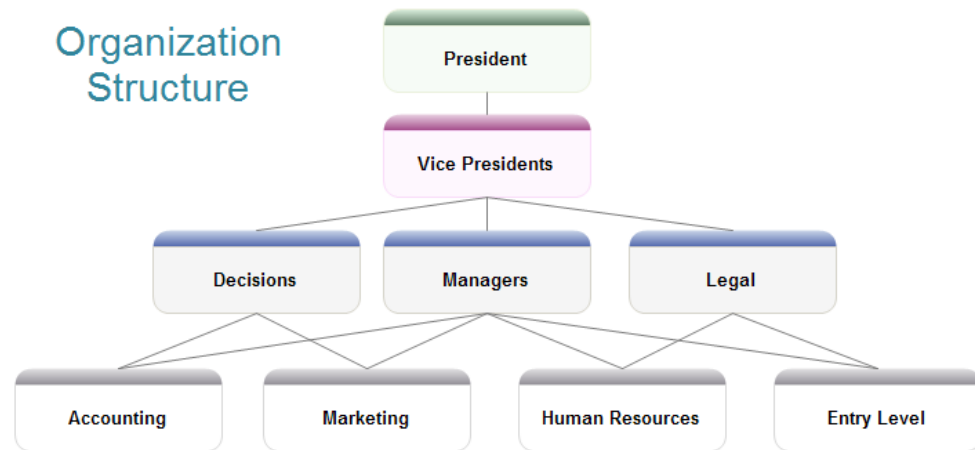 Organization
Structure
President
Vice Presidents
Decisions
Managers
Legal
Accounting
Marketing
Human Resources
Entry Level